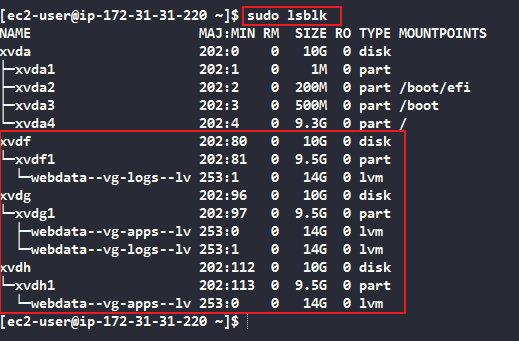 [ec2-user@ip-172-31-31-220 ~]$ sudo lsblk
NAME                      MAJ:MIN RM  SIZE RO TYPE MOUNTPOINTS
xvda                      202:0    0   10G  0 disk
├─xvda1                   202:1    0    1M  0 part
├─xvda2                   202:2    0  200M  0 part /boot/efi
├─xvda3                   202:3    0  500M  0 part /boot
└─xvda4                   202:4    0  9.3G  0 part /
xvdf                      202:80   0   10G  0 disk
└─xvdf1                   202:81   0  9.5G  0 part
  └─webdata--vg-logs--lv 253:1    0   14G  0 lvm
xvdg                      202:96   0   10G  0 disk
└─xvdg1                   202:97   0  9.5G  0 part
  ├─webdata--vg-apps--lv 253:0    0   14G  0 lvm
  └─webdata--vg-logs--lv 253:1    0   14G  0 lvm
xvdh                      202:112  0   10G  0 disk
└─xvdh1                   202:113  0  9.5G  0 part
  └─webdata--vg-apps--lv 253:0    0   14G  0 lvm
[ec2-user@ip-172-31-31-220 ~]$